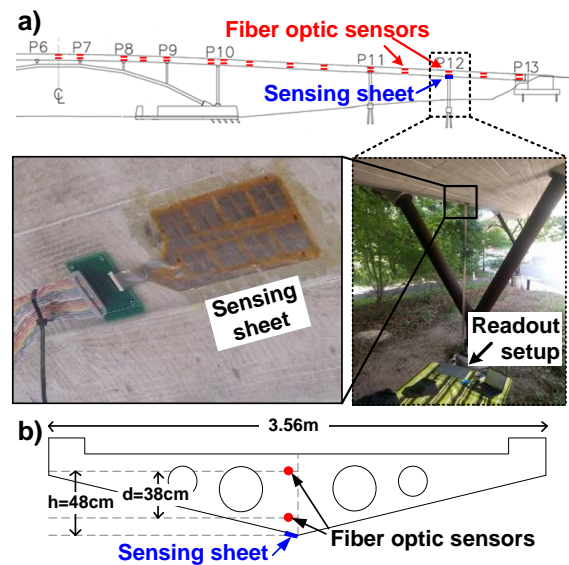 a)
Fiber optic sensors
P6 P7 P8 P9 P10 P11 P12 P13
Sensing sheet
℄
Sensing
sheet
Readout
setup
b)
3.56m
h=48cm
d=38cm
Fiber optic sensors
Sensing sheet